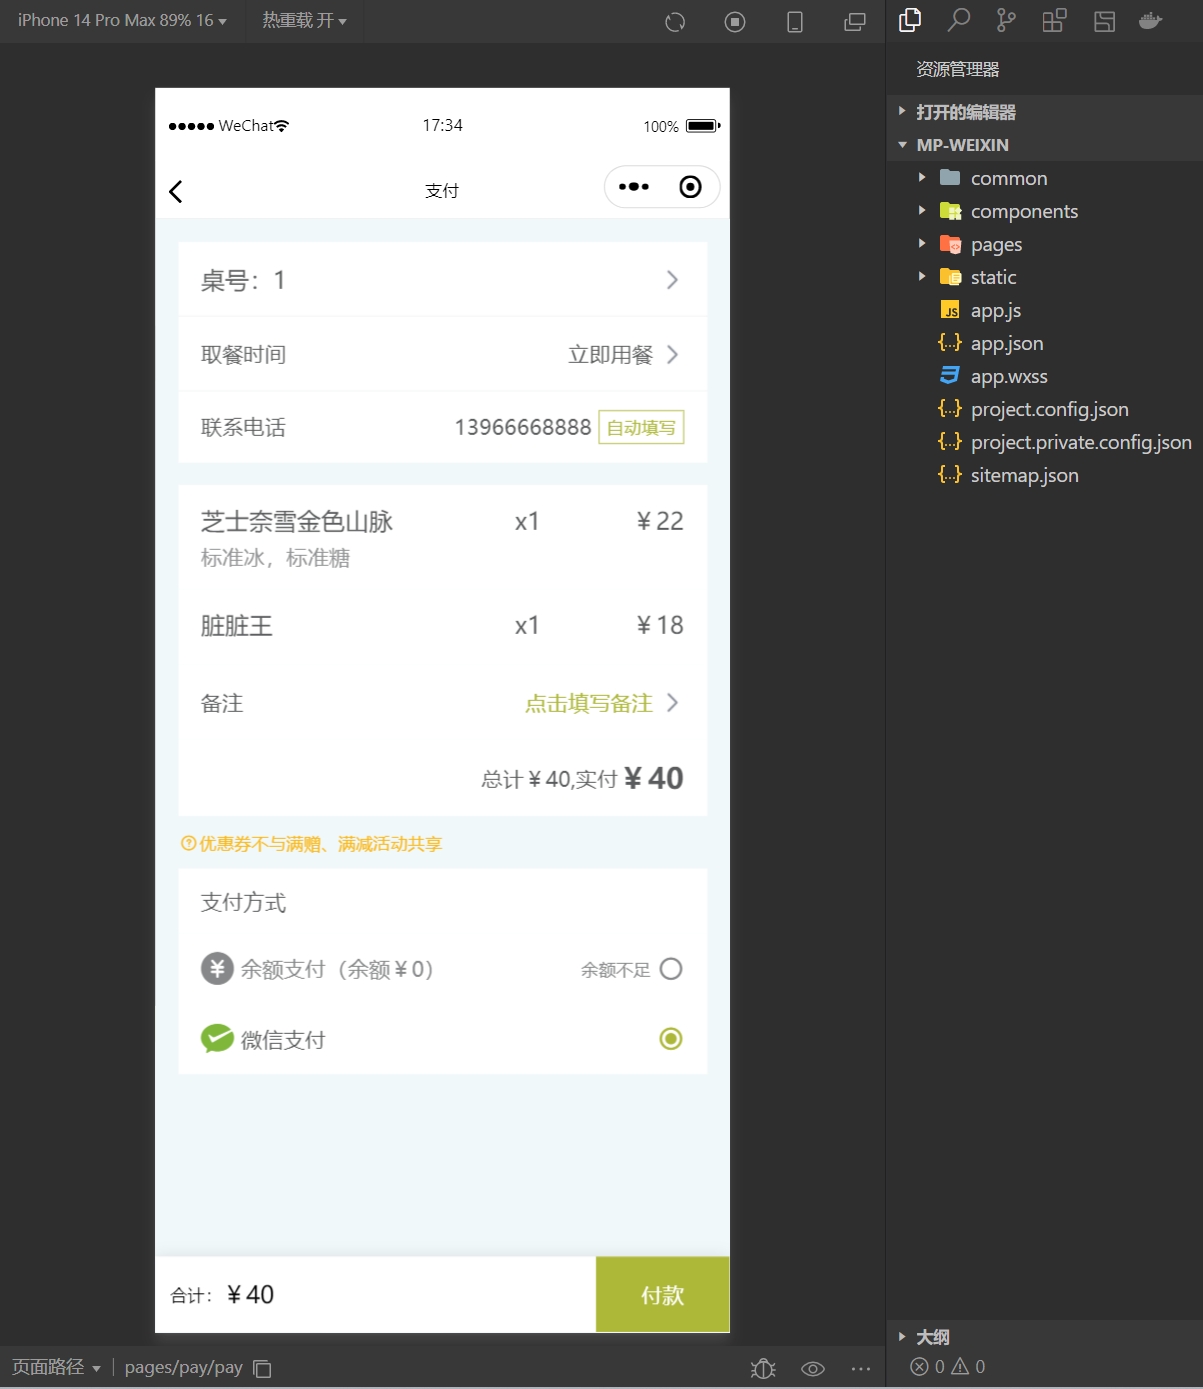 iPhone 14 Pro Max 89% 16 热重载 开
WeChat 17:34 100%
支付
桌号：1
取餐时间 立即用餐
联系电话 13966668888 自动填写
芝士奈雪金色山脉 x1 ￥22
标准冰，标准糖
脏脏王 x1 ￥18
备注 点击填写备注
总计￥40,实付￥40
优惠券不与满赠、满减活动共享
支付方式
余额支付（余额￥0） 余额不足
微信支付
合计：￥40 付款
页面路径 pages/pay/pay
资源管理器
打开的编辑器
MP-WEIXIN
common
components
pages
static
JS app.js
{..} app.json
app.wxss
{..} project.config.json
{..} project.private.config.json
{..} sitemap.json
大纲
0 0